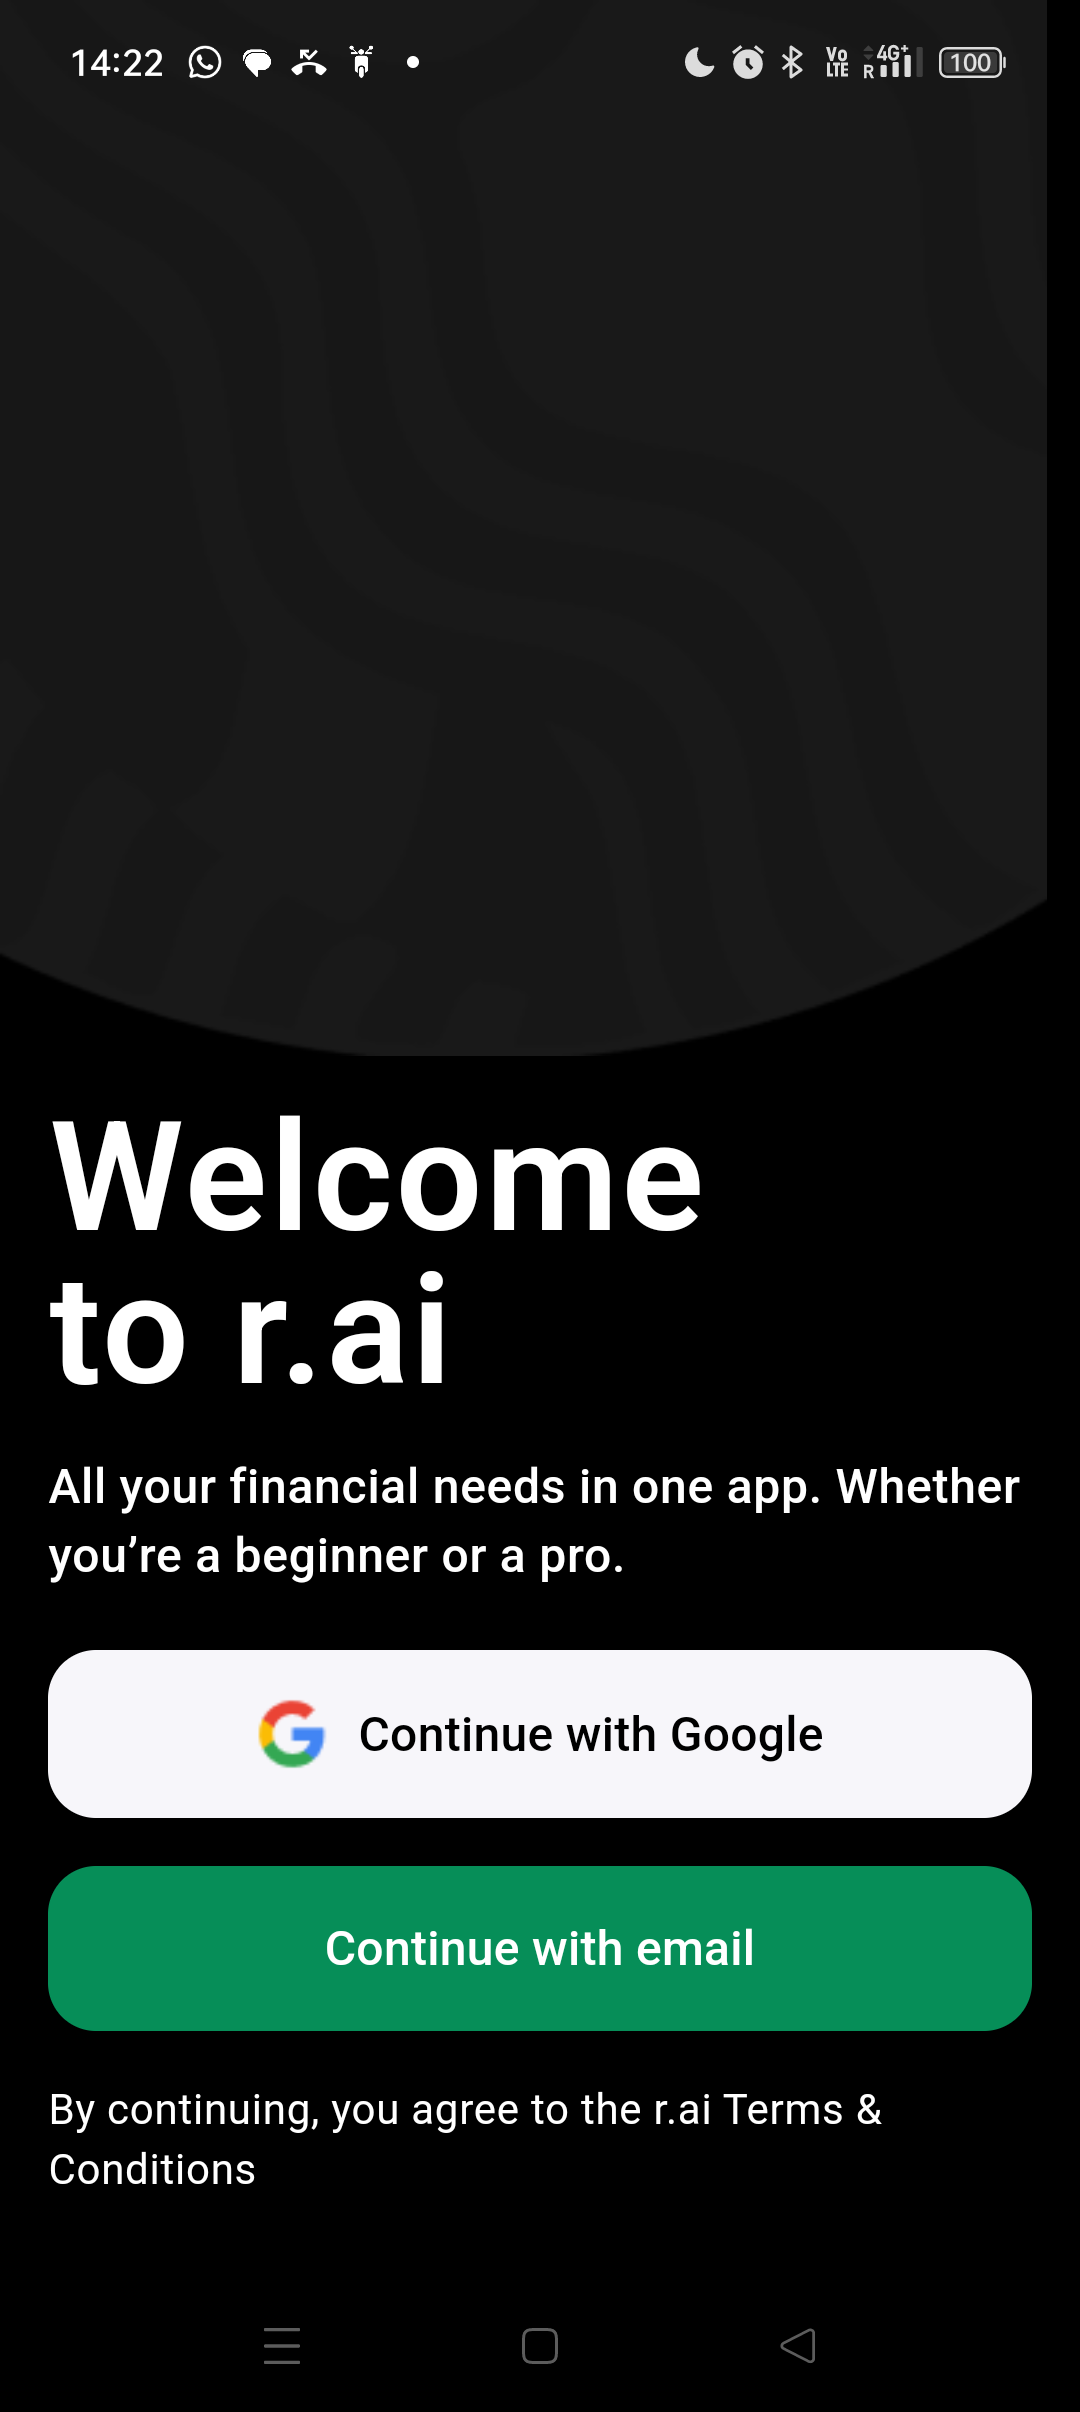 14:22
Vo
LTE
4G+
R
100
Welcome
to r.ai
All your financial needs in one app. Whether
you’re a beginner or a pro.
Continue with Google
Continue with email
By continuing, you agree to the r.ai Terms &
Conditions